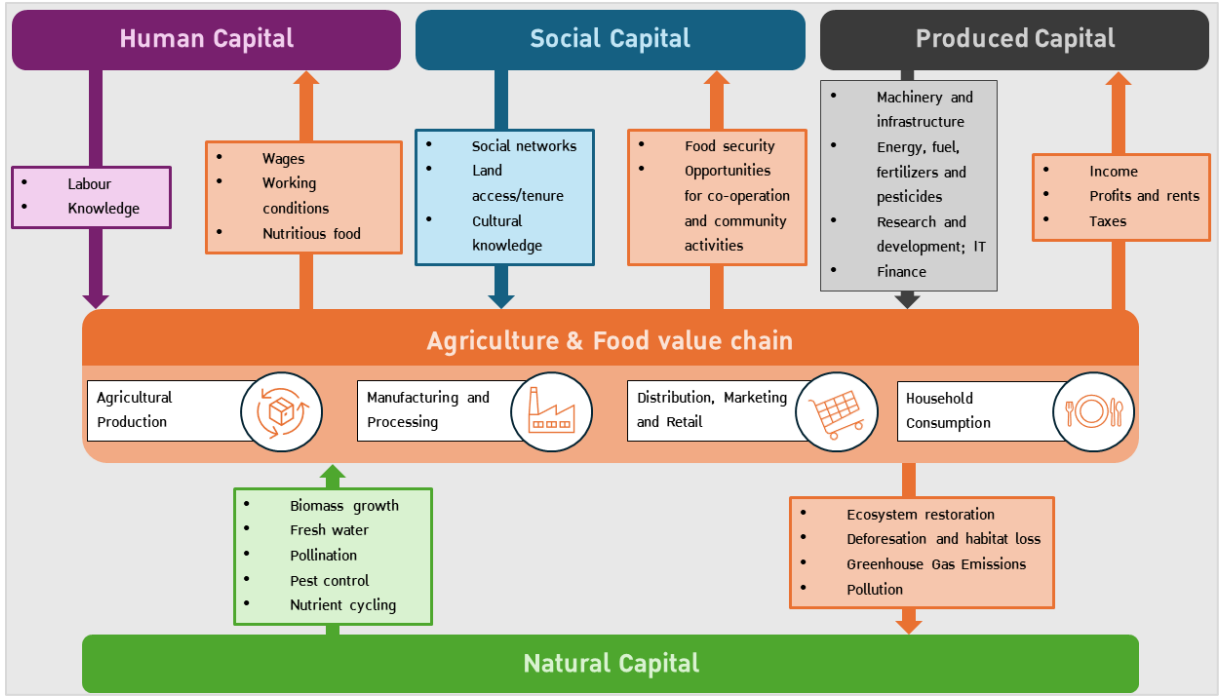 Human Capital
Social Capital
Produced Capital
• Labour
• Knowledge
• Wages
• Working
conditions
• Nutritious food
• Social networks
• Land
access/tenure
• Cultural
knowledge
• Food security
• Opportunities
for co-operation
and community
activities
• Machinery and
infrastructure
• Energy, fuel,
fertilizers and
pesticides
• Research and
development; IT
• Finance
• Income
• Profits and rents
• Taxes
Agriculture & Food value chain
Agricultural
Production
Manufacturing and
Processing
Distribution, Marketing
and Retail
Household
Consumption
• Biomass growth
• Fresh water
• Pollination
• Pest control
• Nutrient cycling
• Ecosystem restoration
• Deforesation and habitat loss
• Greenhouse Gas Emissions
• Pollution
Natural Capital